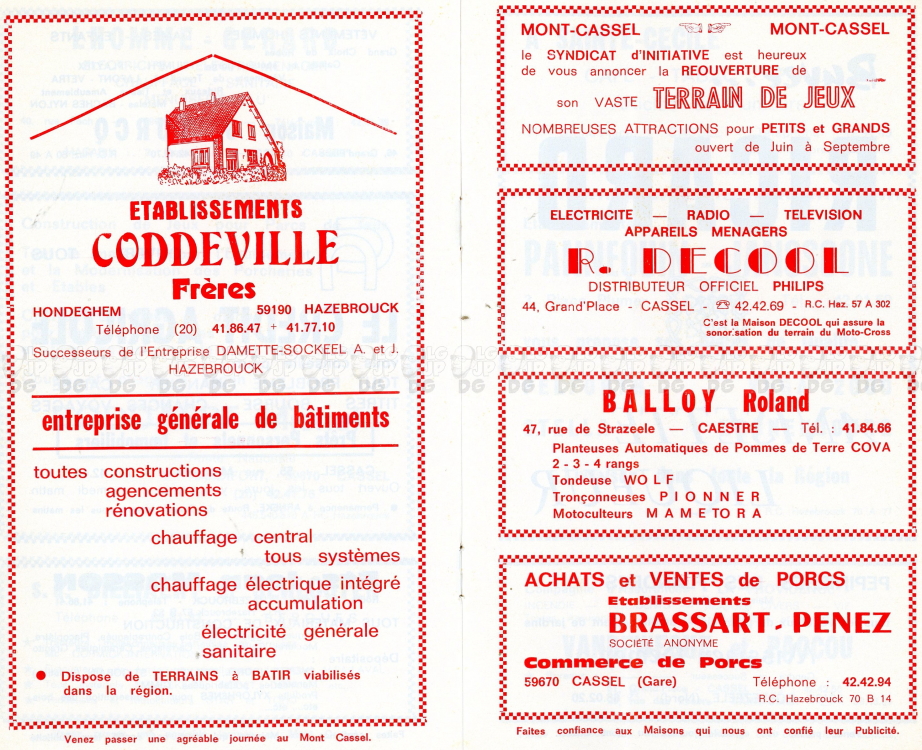 ETABLISSEMENTS
CODDEVILLE
Frères
HONDEGHEM 59190 HAZEBROUCK
Téléphone (20) 41.86.47 + 41.77.10
Successeurs de l'Entreprise DAMETTE-SOCKEEL A. et J.
HAZEBROUCK
entreprise générale de bâtiments
toutes constructions
agencements
rénovations
chauffage central
tous systèmes
chauffage électrique intégré
accumulation
électricité générale
sanitaire
● Dispose de TERRAINS à BATIR viabilisés
dans la région.
Venez passer une agréable journée au Mont Cassel.
MONT-CASSEL MONT-CASSEL
le SYNDICAT d'INITIATIVE est heureux
de vous annoncer la REOUVERTURE de
son VASTE TERRAIN DE JEUX
NOMBREUSES ATTRACTIONS pour PETITS et GRANDS
ouvert de Juin à Septembre
ELECTRICITE — RADIO — TELEVISION
APPAREILS MENAGERS
R. DECOOL
DISTRIBUTEUR OFFICIEL PHILIPS
44, Grand'Place - CASSEL - ☎ 42.42.69 - R.C. Haz. 57 A 302
C'est la Maison DECOOL qui assure la
sonorisation du terrain du Moto-Cross
BALLOY Roland
47, rue de Strazeele — CAESTRE — Tél. : 41.84.66
Planteuses Automatiques de Pommes de Terre COVA
2 - 3 - 4 rangs
Tondeuses WOLF
Tronçonneuses PIONNER
Motoculteurs MAMETORA
ACHATS et VENTES de PORCS
Etablissements
BRASSART-PENEZ
SOCIÉTÉ ANONYME
Commerce de Porcs
59670 CASSEL (Gare) Téléphone : 42.42.94
R.C. Hazebrouck 70 B 14
Faites confiance aux Maisons qui nous ont confié leur Publicité.